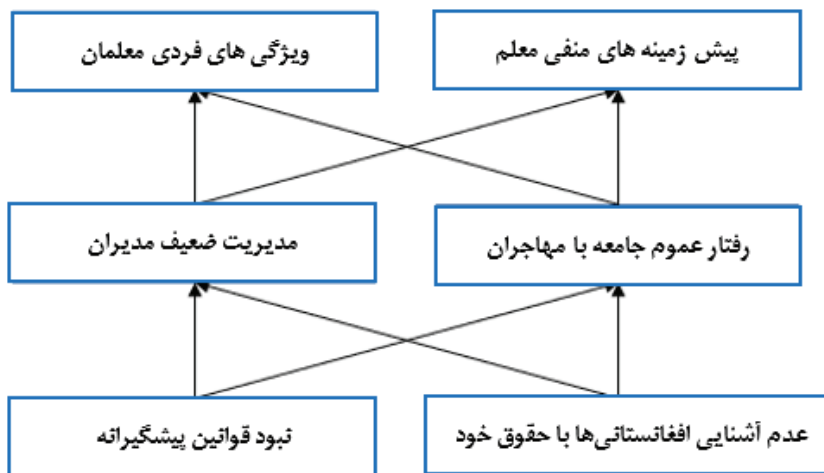 پیش زمینه های منفی معلم
ویژگی های فردی معلمان
رفتار عموم جامعه با مهاجران
مدیریت ضعیف مدیران
عدم آشنایی افغانستانی‌ها با حقوق خود
نبود قوانین پیشگیرانه